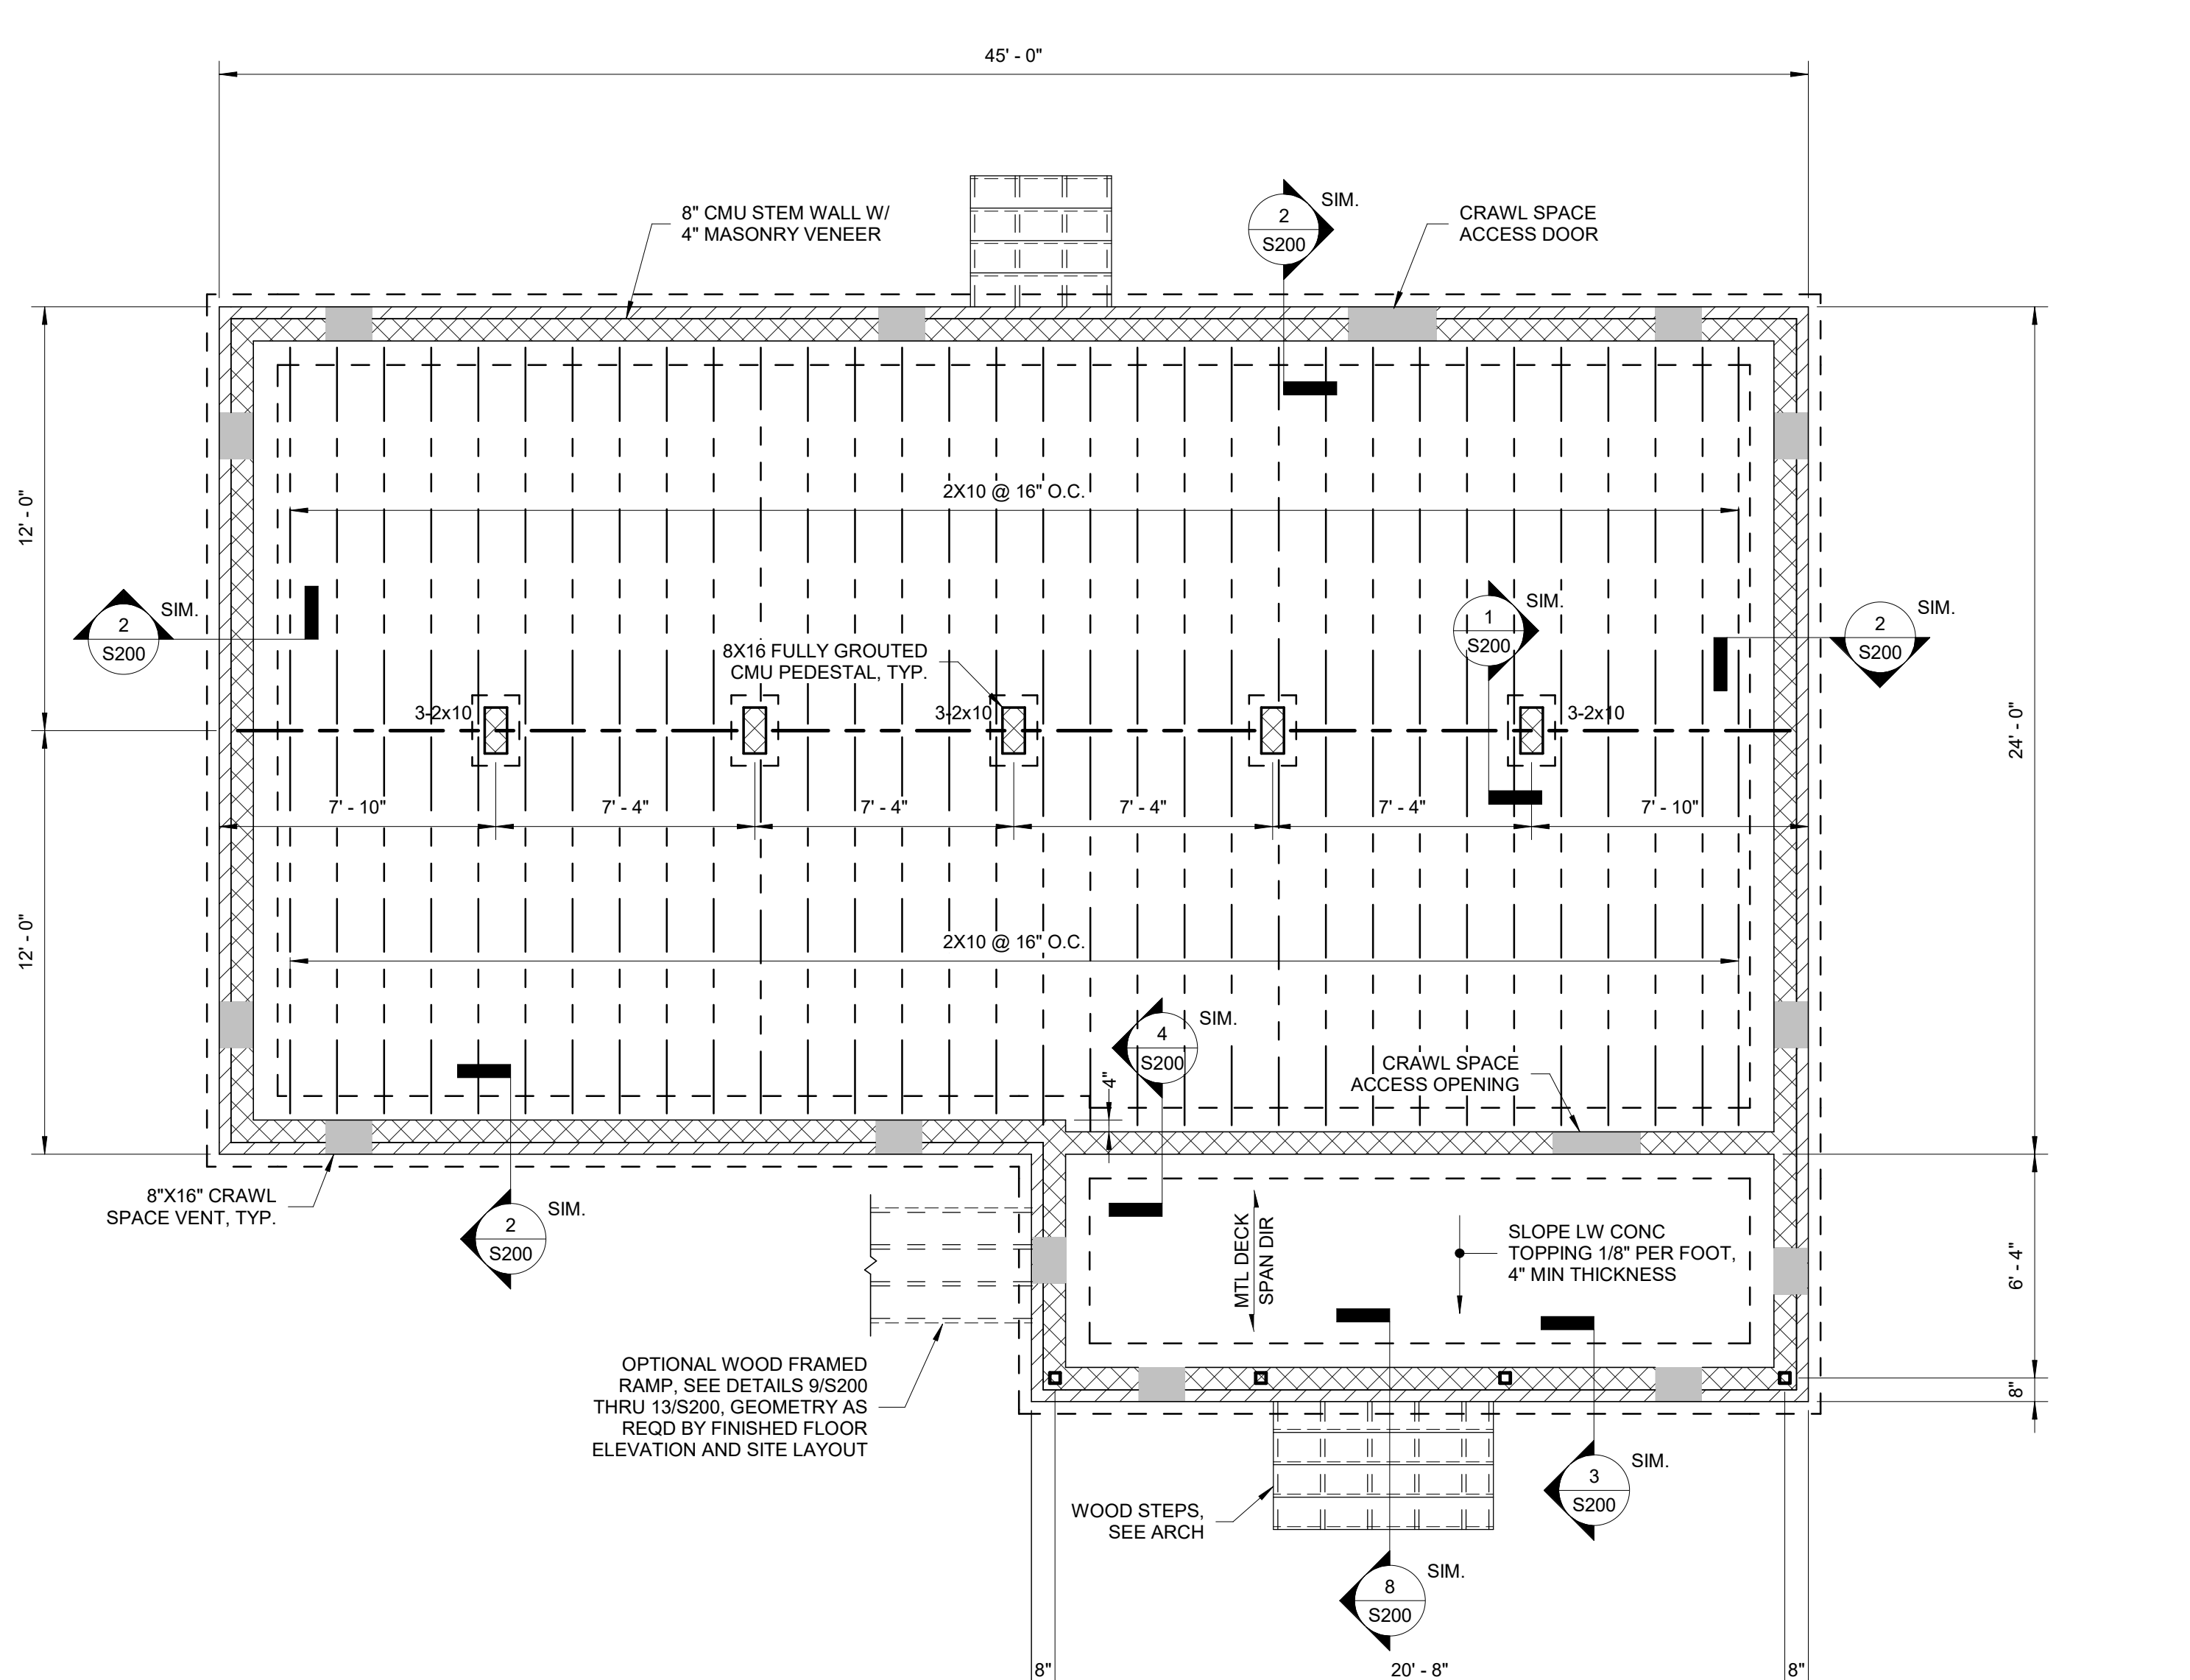 45' - 0"
8" CMU STEM WALL W/
4" MASONRY VENEER
2
S200
SIM.
CRAWL SPACE
ACCESS DOOR
12' - 0"
2X10 @ 16" O.C.
2
S200
SIM.
8X16 FULLY GROUTED
CMU PEDESTAL, TYP.
1
S200
SIM.
2
S200
SIM.
3-2x10
3-2x10
3-2x10
24' - 0"
7' - 10"
7' - 4"
7' - 4"
7' - 4"
7' - 4"
7' - 10"
12' - 0"
2X10 @ 16" O.C.
4
S200
SIM.
4"
CRAWL SPACE
ACCESS OPENING
8"X16" CRAWL
SPACE VENT, TYP.
2
S200
SIM.
MTL DECK
SPAN DIR
SLOPE LW CONC
TOPPING 1/8" PER FOOT,
4" MIN THICKNESS
6' - 4"
8"
OPTIONAL WOOD FRAMED
RAMP, SEE DETAILS 9/S200
THRU 13/S200, GEOMETRY AS
REQD BY FINISHED FLOOR
ELEVATION AND SITE LAYOUT
WOOD STEPS,
SEE ARCH
3
S200
SIM.
8
S200
SIM.
8"
20' - 8"
8"